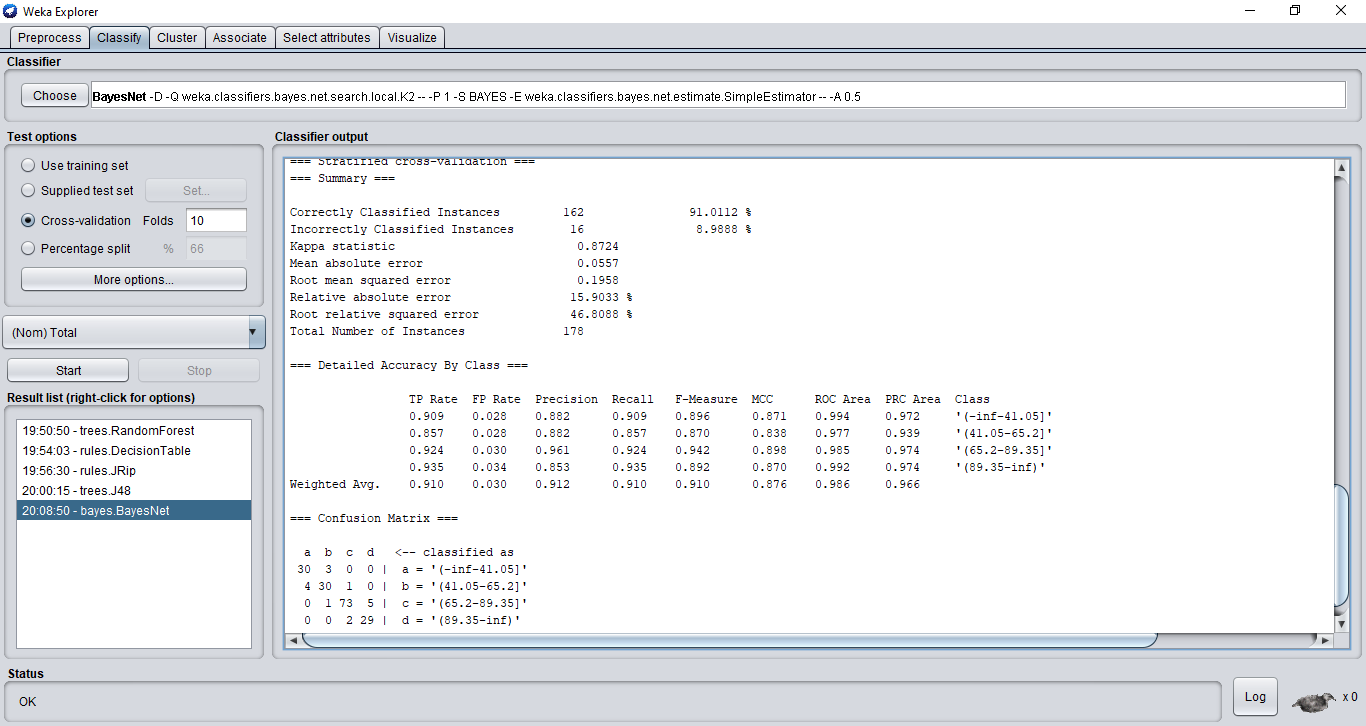 Weka Explorer
Preprocess Classify Cluster Associate Select attributes Visualize
Classifier
Choose BayesNet -D -Q weka.classifiers.bayes.net.search.local.K2 -- -P 1 -S BAYES -E weka.classifiers.bayes.net.estimate.SimpleEstimator -- -A 0.5
Test options
Use training set
Supplied test set Set...
Cross-validation Folds 10
Percentage split % 66
More options...
(Nom) Total
Start Stop
Result list (right-click for options)
19:50:50 - trees.RandomForest
19:54:03 - rules.DecisionTable
19:56:30 - rules.JRip
20:00:15 - trees.J48
20:08:50 - bayes.BayesNet
Classifier output
=== Stratified cross-validation ===
=== Summary ===
Correctly Classified Instances 162 91.0112 %
Incorrectly Classified Instances 16 8.9888 %
Kappa statistic 0.8724
Mean absolute error 0.0557
Root mean squared error 0.1958
Relative absolute error 15.9033 %
Root relative squared error 46.8088 %
Total Number of Instances 178
=== Detailed Accuracy By Class ===
TP Rate FP Rate Precision Recall F-Measure MCC ROC Area PRC Area Class
0.909 0.028 0.882 0.909 0.896 0.871 0.994 0.972 '(-inf-41.05]'
0.857 0.028 0.882 0.857 0.870 0.838 0.977 0.939 '(41.05-65.2]'
0.924 0.030 0.961 0.924 0.942 0.898 0.985 0.974 '(65.2-89.35]'
0.935 0.034 0.853 0.935 0.892 0.870 0.992 0.974 '(89.35-inf)'
Weighted Avg. 0.910 0.030 0.912 0.910 0.910 0.876 0.986 0.966
=== Confusion Matrix ===
a b c d <-- classified as
30 3 0 0 | a = '(-inf-41.05]'
4 30 1 0 | b = '(41.05-65.2]'
0 1 73 5 | c = '(65.2-89.35]'
0 0 2 29 | d = '(89.35-inf)'
Status
OK
Log x 0